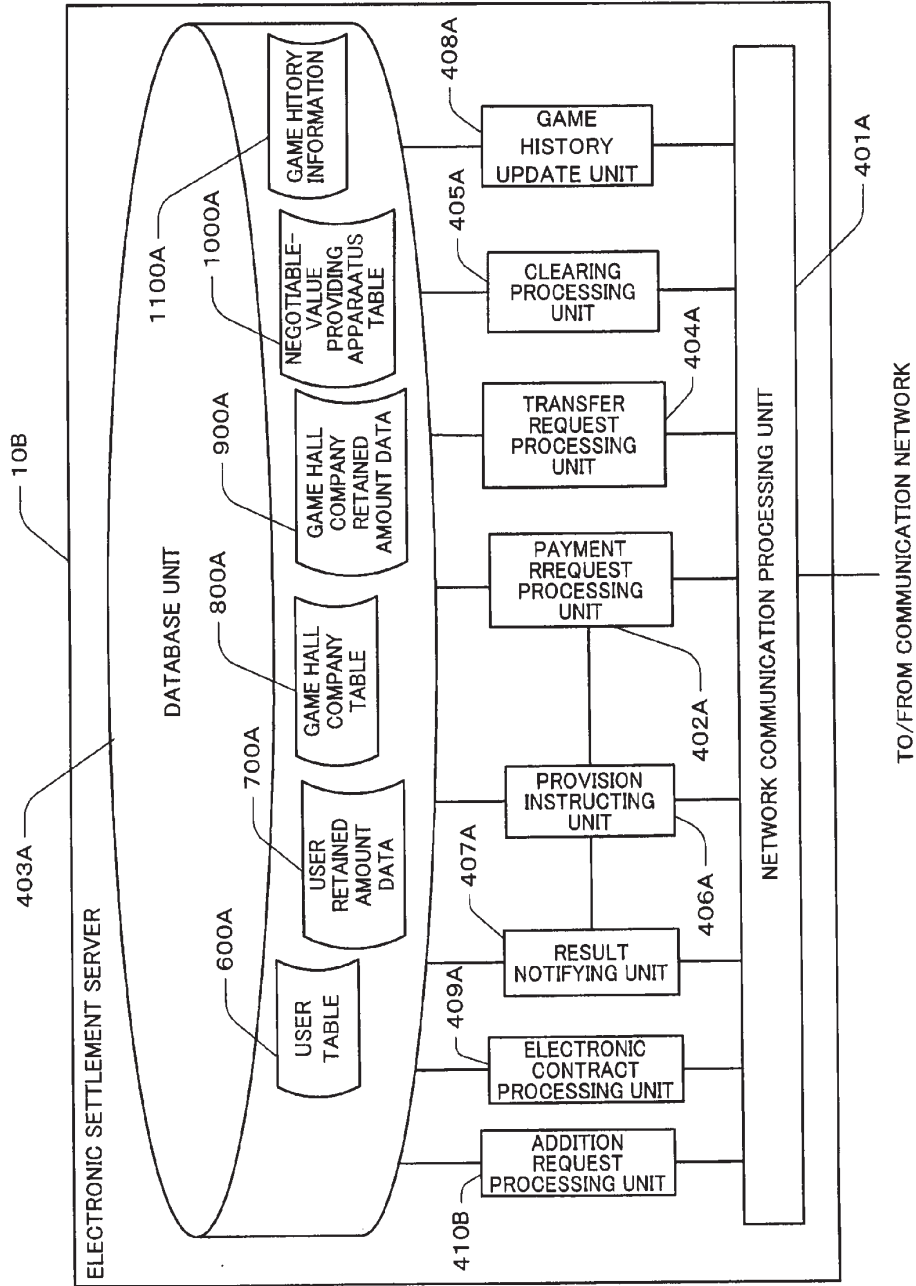 ELECTRONIC SETTLEMENT SERVER
10B
403A
DATABASE UNIT
600A
USER
TABLE
700A
USER
RETAINED
AMOUNT
DATA
800A
GAME HALL
COMPANY
TABLE
900A
GAME HALL
COMPANY
RETAINED
AMOUNT DATA
1000A
NEGOTIABLE-
VALUE
PROVIDING
APPARAATUS
TABLE
1100A
GAME HITORY
INFORMATION
410B
ADDITION
REQUEST
PROCESSING UNIT
409A
ELECTRONIC
CONTRACT
PROCESSING UNIT
407A
RESULT
NOTIFYING UNIT
406A
PROVISION
INSTRUCTING
UNIT
402A
PAYMENT
RREQUEST
PROCESSING
UNIT
404A
TRANSFER
REQUEST
PROCESSING
UNIT
405A
CLEARING
PROCESSING
UNIT
408A
GAME
HISTORY
UPDATE UNIT
401A
NETWORK COMMUNICATION PROCESSING UNIT
TO/FROM COMMUNICATION NETWORK